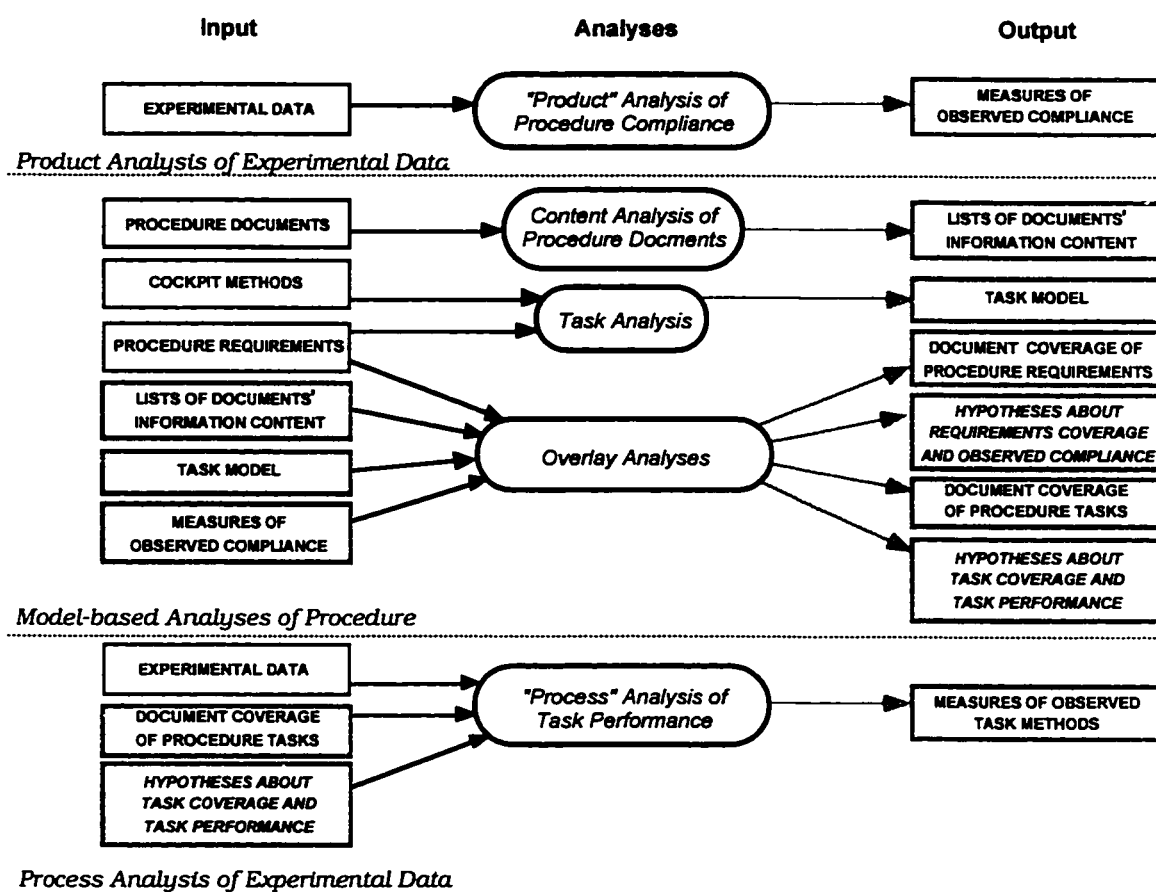 Input
Analyses
Output
EXPERIMENTAL DATA
"Product" Analysis of
Procedure Compliance
MEASURES OF
OBSERVED COMPLIANCE
Product Analysis of Experimental Data
PROCEDURE DOCUMENTS
Content Analysis of
Procedure Docments
LISTS OF DOCUMENTS'
INFORMATION CONTENT
COCKPIT METHODS
Task Analysis
TASK MODEL
PROCEDURE REQUIREMENTS
DOCUMENT COVERAGE OF
PROCEDURE REQUIREMENTS
LISTS OF DOCUMENTS'
INFORMATION CONTENT
HYPOTHESES ABOUT
REQUIREMENTS COVERAGE
AND OBSERVED COMPLIANCE
TASK MODEL
Overlay Analyses
DOCUMENT COVERAGE
OF PROCEDURE TASKS
MEASURES OF
OBSERVED COMPLIANCE
HYPOTHESES ABOUT
TASK COVERAGE AND
TASK PERFORMANCE
Model-based Analyses of Procedure
EXPERIMENTAL DATA
"Process" Analysis of
Task Performance
MEASURES OF OBSERVED
TASK METHODS
DOCUMENT COVERAGE
OF PROCEDURE TASKS
HYPOTHESES ABOUT
TASK COVERAGE AND
TASK PERFORMANCE
Process Analysis of Experimental Data